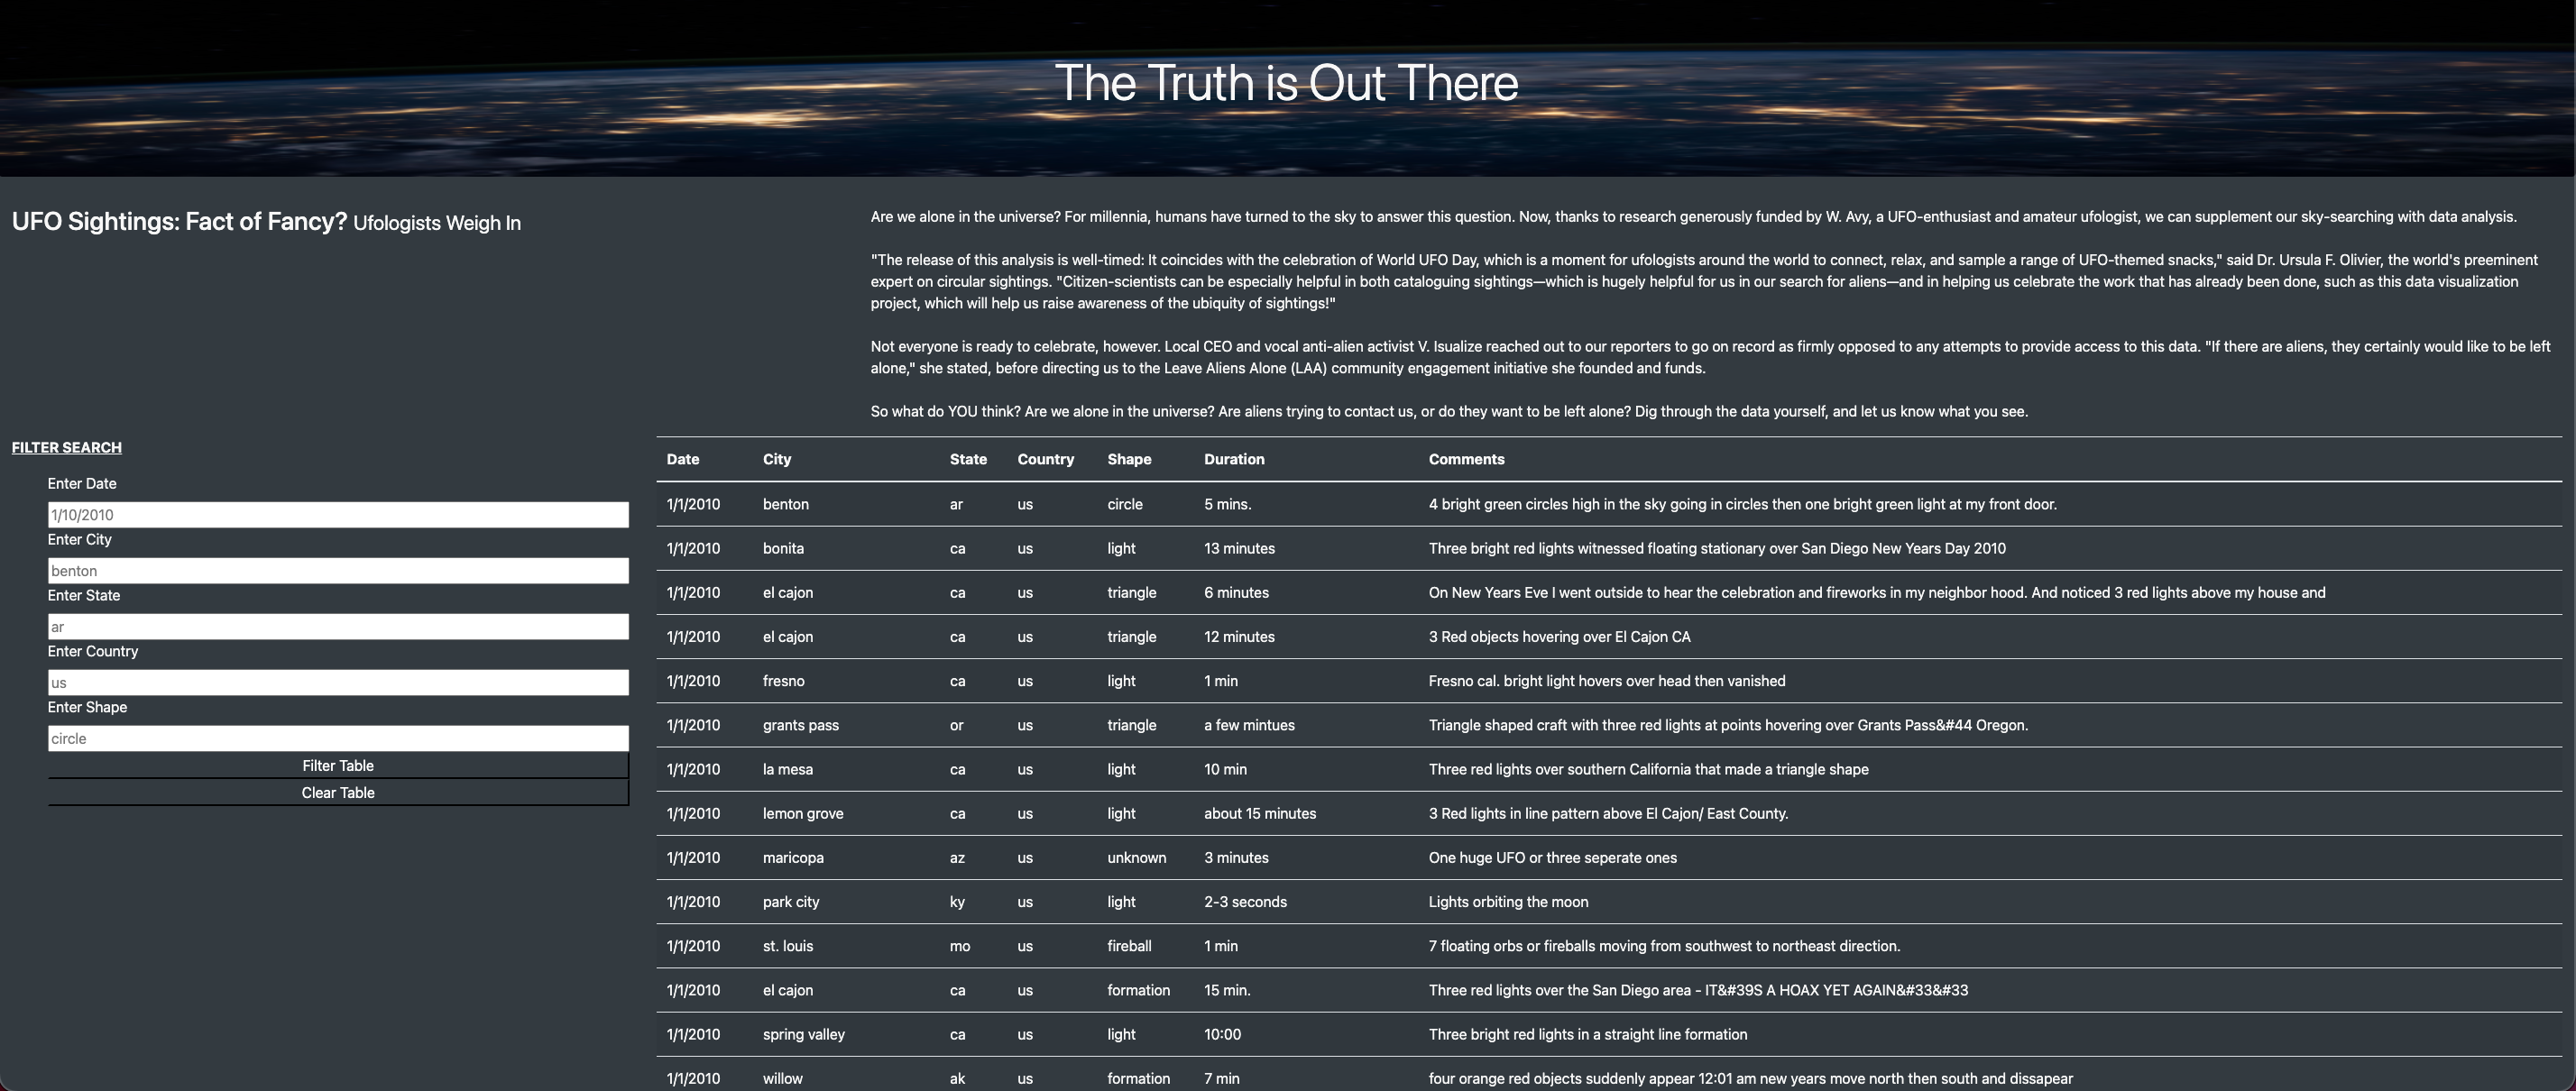 The Truth is Out There
UFO Sightings: Fact of Fancy? Ufologists Weigh In
Are we alone in the universe? For millennia, humans have turned to the sky to answer this question. Now, thanks to research generously funded by W. Avy, a UFO-enthusiast and amateur ufologist, we can supplement our sky-searching with data analysis.
"The release of this analysis is well-timed: It coincides with the celebration of World UFO Day, which is a moment for ufologists around the world to connect, relax, and sample a range of UFO-themed snacks," said Dr. Ursula F. Olivier, the world's preeminent
expert on circular sightings. "Citizen-scientists can be especially helpful in both cataloguing sightings—which is hugely helpful for us in our search for aliens—and in helping us celebrate the work that has already been done, such as this data visualization
project, which will help us raise awareness of the ubiquity of sightings!"
Not everyone is ready to celebrate, however. Local CEO and vocal anti-alien activist V. Isualize reached out to our reporters to go on record as firmly opposed to any attempts to provide access to this data. "If there are aliens, they certainly would like to be left
alone," she stated, before directing us to the Leave Aliens Alone (LAA) community engagement initiative she founded and funds.
So what do YOU think? Are we alone in the universe? Are aliens trying to contact us, or do they want to be left alone? Dig through the data yourself, and let us know what you see.
FILTER SEARCH
Enter Date
1/10/2010
Enter City
benton
Enter State
ar
Enter Country
us
Enter Shape
circle
Filter Table
Clear Table
Date City State Country Shape Duration Comments
1/1/2010 benton ar us circle 5 mins. 4 bright green circles high in the sky going in circles then one bright green light at my front door.
1/1/2010 bonita ca us light 13 minutes Three bright red lights witnessed floating stationary over San Diego New Years Day 2010
1/1/2010 el cajon ca us triangle 6 minutes On New Years Eve I went outside to hear the celebration and fireworks in my neighbor hood. And noticed 3 red lights above my house and
1/1/2010 el cajon ca us triangle 12 minutes 3 Red objects hovering over El Cajon CA
1/1/2010 fresno ca us light 1 min Fresno cal. bright light hovers over head then vanished
1/1/2010 grants pass or us triangle a few mintues Triangle shaped craft with three red lights at points hovering over Grants Pass&#44 Oregon.
1/1/2010 la mesa ca us light 10 min Three red lights over southern California that made a triangle shape
1/1/2010 lemon grove ca us light about 15 minutes 3 Red lights in line pattern above El Cajon/ East County.
1/1/2010 maricopa az us unknown 3 minutes One huge UFO or three seperate ones
1/1/2010 park city ky us light 2-3 seconds Lights orbiting the moon
1/1/2010 st. louis mo us fireball 1 min 7 floating orbs or fireballs moving from southwest to northeast direction.
1/1/2010 el cajon ca us formation 15 min. Three red lights over the San Diego area - IT&#39S A HOAX YET AGAIN&#33&#33
1/1/2010 spring valley ca us light 10:00 Three bright red lights in a straight line formation
1/1/2010 willow ak us formation 7 min four orange red objects suddenly appear 12:01 am new years move north then south and dissapear